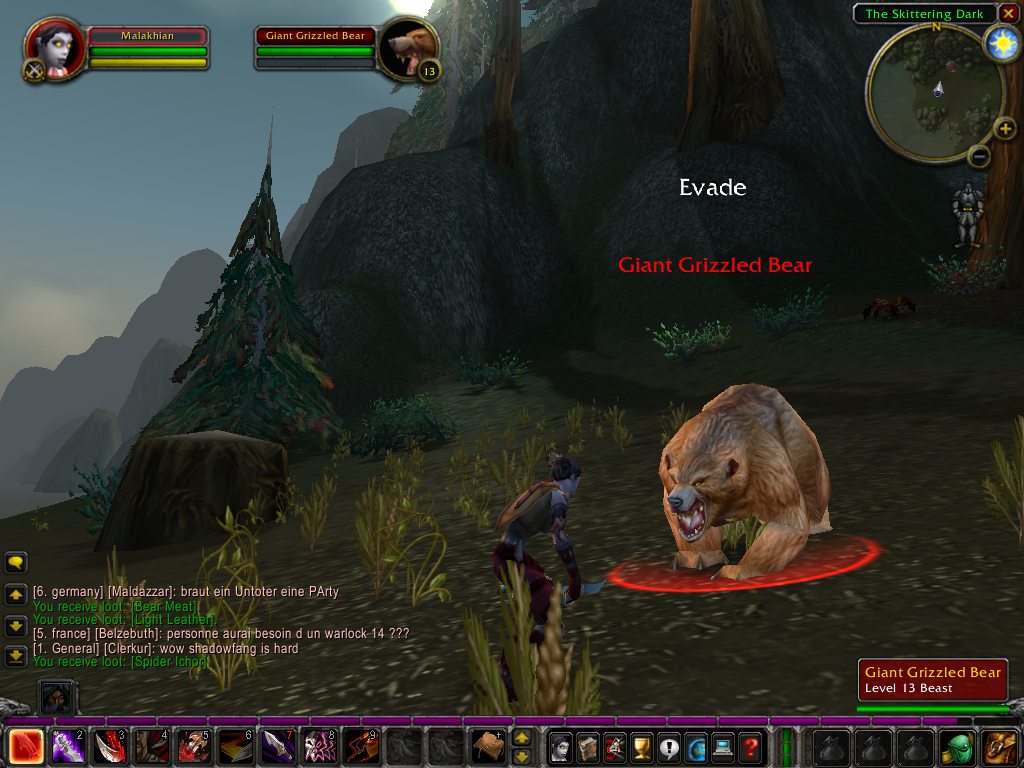 Malakhian
Giant Grizzled Bear
13
The Skittering Dark
N
Evade
Giant Grizzled Bear
[6. germany] [Maldazzar]: braut ein Untoter eine PArty
You receive loot: [Bear Meat].
You receive loot: [Light Leather].
[5. france] [Belzebuth]: personne aurai besoin d un warlock 14 ???
[1. General] [Clerkur]: wow shadowfang is hard
You receive loot: [Spider Ichor].
Giant Grizzled Bear
Level 13 Beast
2 3 4 5 6 7 8 9